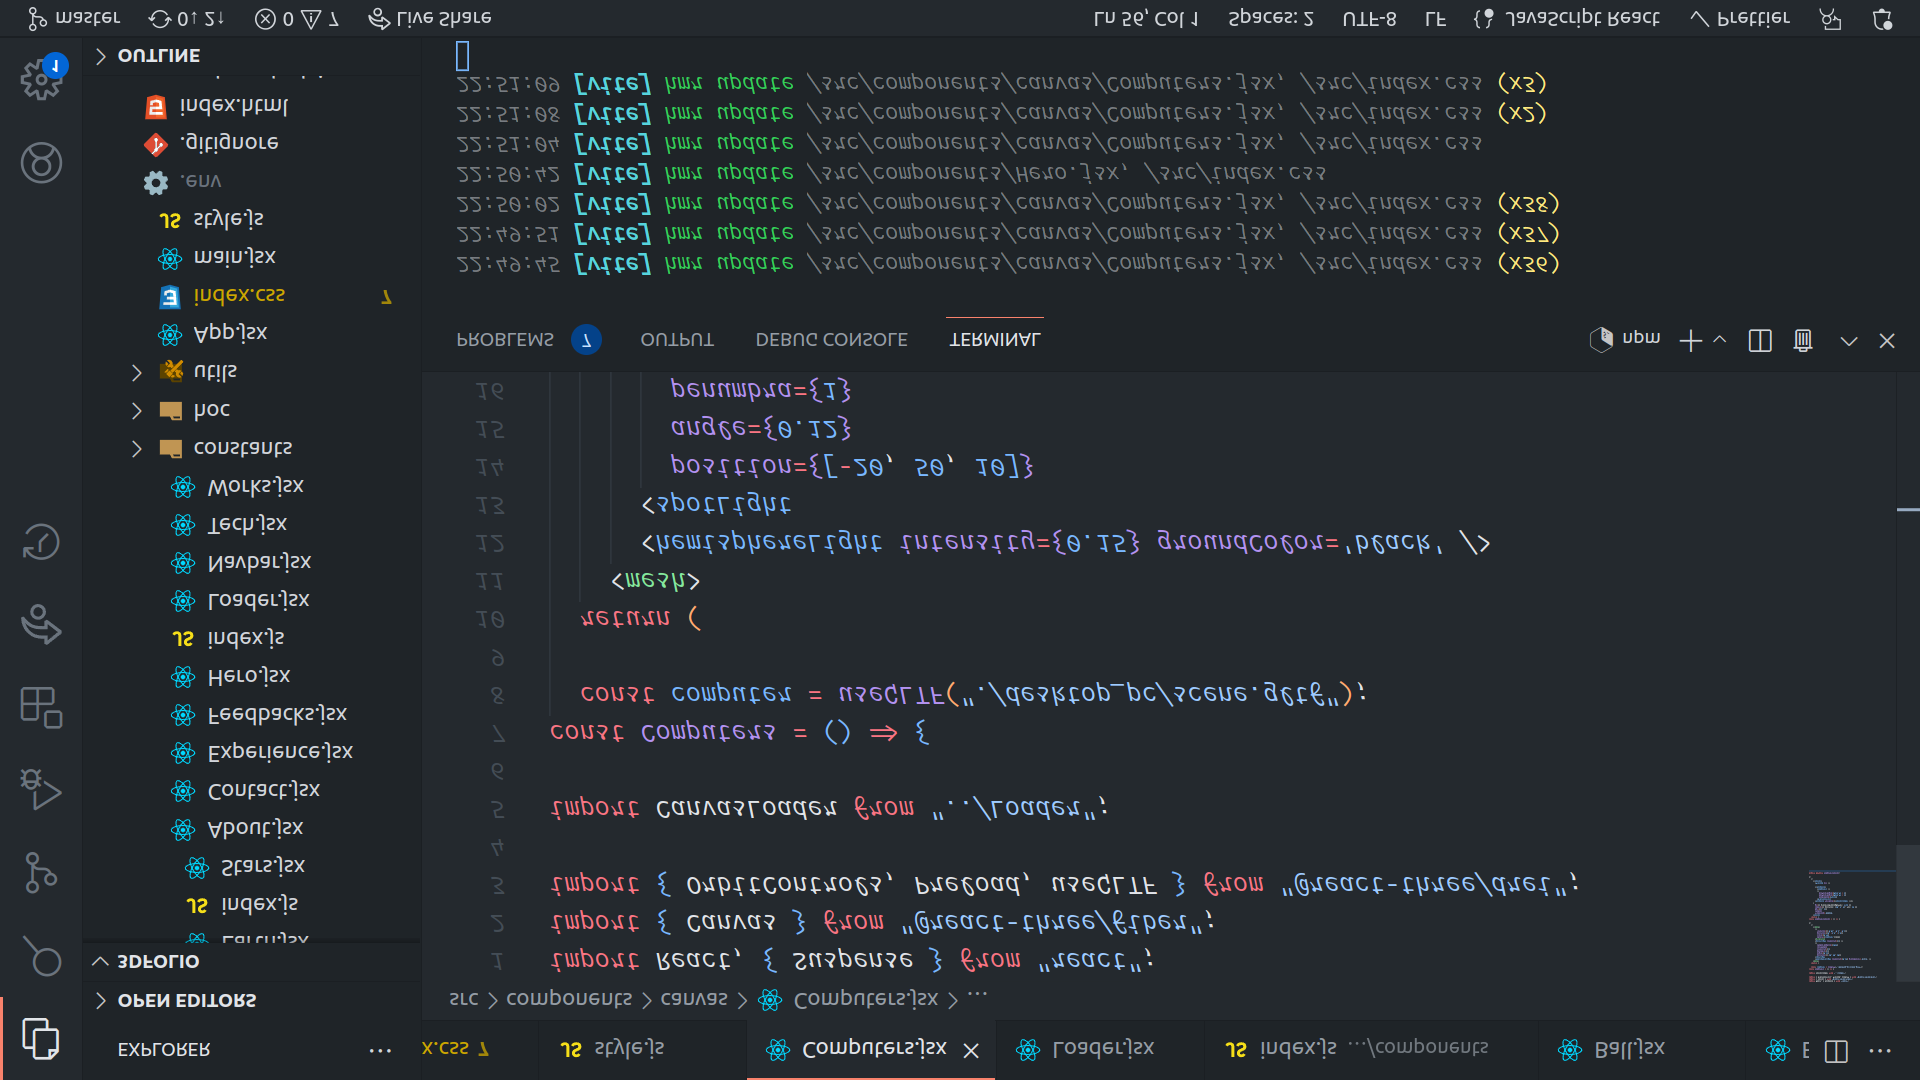 EXPLORER
OPEN EDITORS
3DFOLIO
index.js
Stars.jsx
About.jsx
Contact.jsx
Experience.jsx
Feedbacks.jsx
Hero.jsx
index.js
Loader.jsx
Navbar.jsx
Tech.jsx
Works.jsx
constants
hoc
utils
App.jsx
index.css 7
main.jsx
style.js
.env
.gitignore
index.html
OUTLINE
x.css 7
style.js
Computers.jsx
Loader.jsx
index.js .../components
Ball.jsx
src > components > canvas > Computers.jsx > ...
1 import React, { Suspense } from "react";
2 import { Canvas } from "@react-three/fiber";
3 import { OrbitControls, Preload, useGLTF } from "@react-three/drei";
4
5 import CanvasLoader from "../Loader";
6
7 const Computers = () => {
8 const computer = useGLTF("./desktop_pc/scene.gltf");
9
10 return (
11 <mesh>
12 <hemisphereLight intensity={0.15} groundColor='black' />
13 <spotLight
14 position={[-20, 50, 10]}
15 angle={0.12}
16 penumbra={1}
PROBLEMS 7 OUTPUT DEBUG CONSOLE TERMINAL
npm
22:49:45 [vite] hmr update /src/components/canvas/Computers.jsx, /src/index.css (x36)
22:49:51 [vite] hmr update /src/components/canvas/Computers.jsx, /src/index.css (x37)
22:50:02 [vite] hmr update /src/components/canvas/Computers.jsx, /src/index.css (x38)
22:50:42 [vite] hmr update /src/components/Hero.jsx, /src/index.css
22:51:04 [vite] hmr update /src/components/canvas/Computers.jsx, /src/index.css
22:51:08 [vite] hmr update /src/components/canvas/Computers.jsx, /src/index.css (x2)
22:51:09 [vite] hmr update /src/components/canvas/Computers.jsx, /src/index.css (x3)
1
master 0↓ 2↑ 0 7 Live Share
Ln 56, Col 1 Spaces: 2 UTF-8 LF JavaScript React Prettier